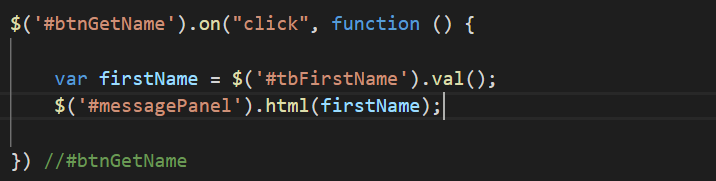 $('#btnGetName').on("click", function () {
var firstName = $('#tbFirstName').val();
$('#messagePanel').html(firstName);
}) //#btnGetName